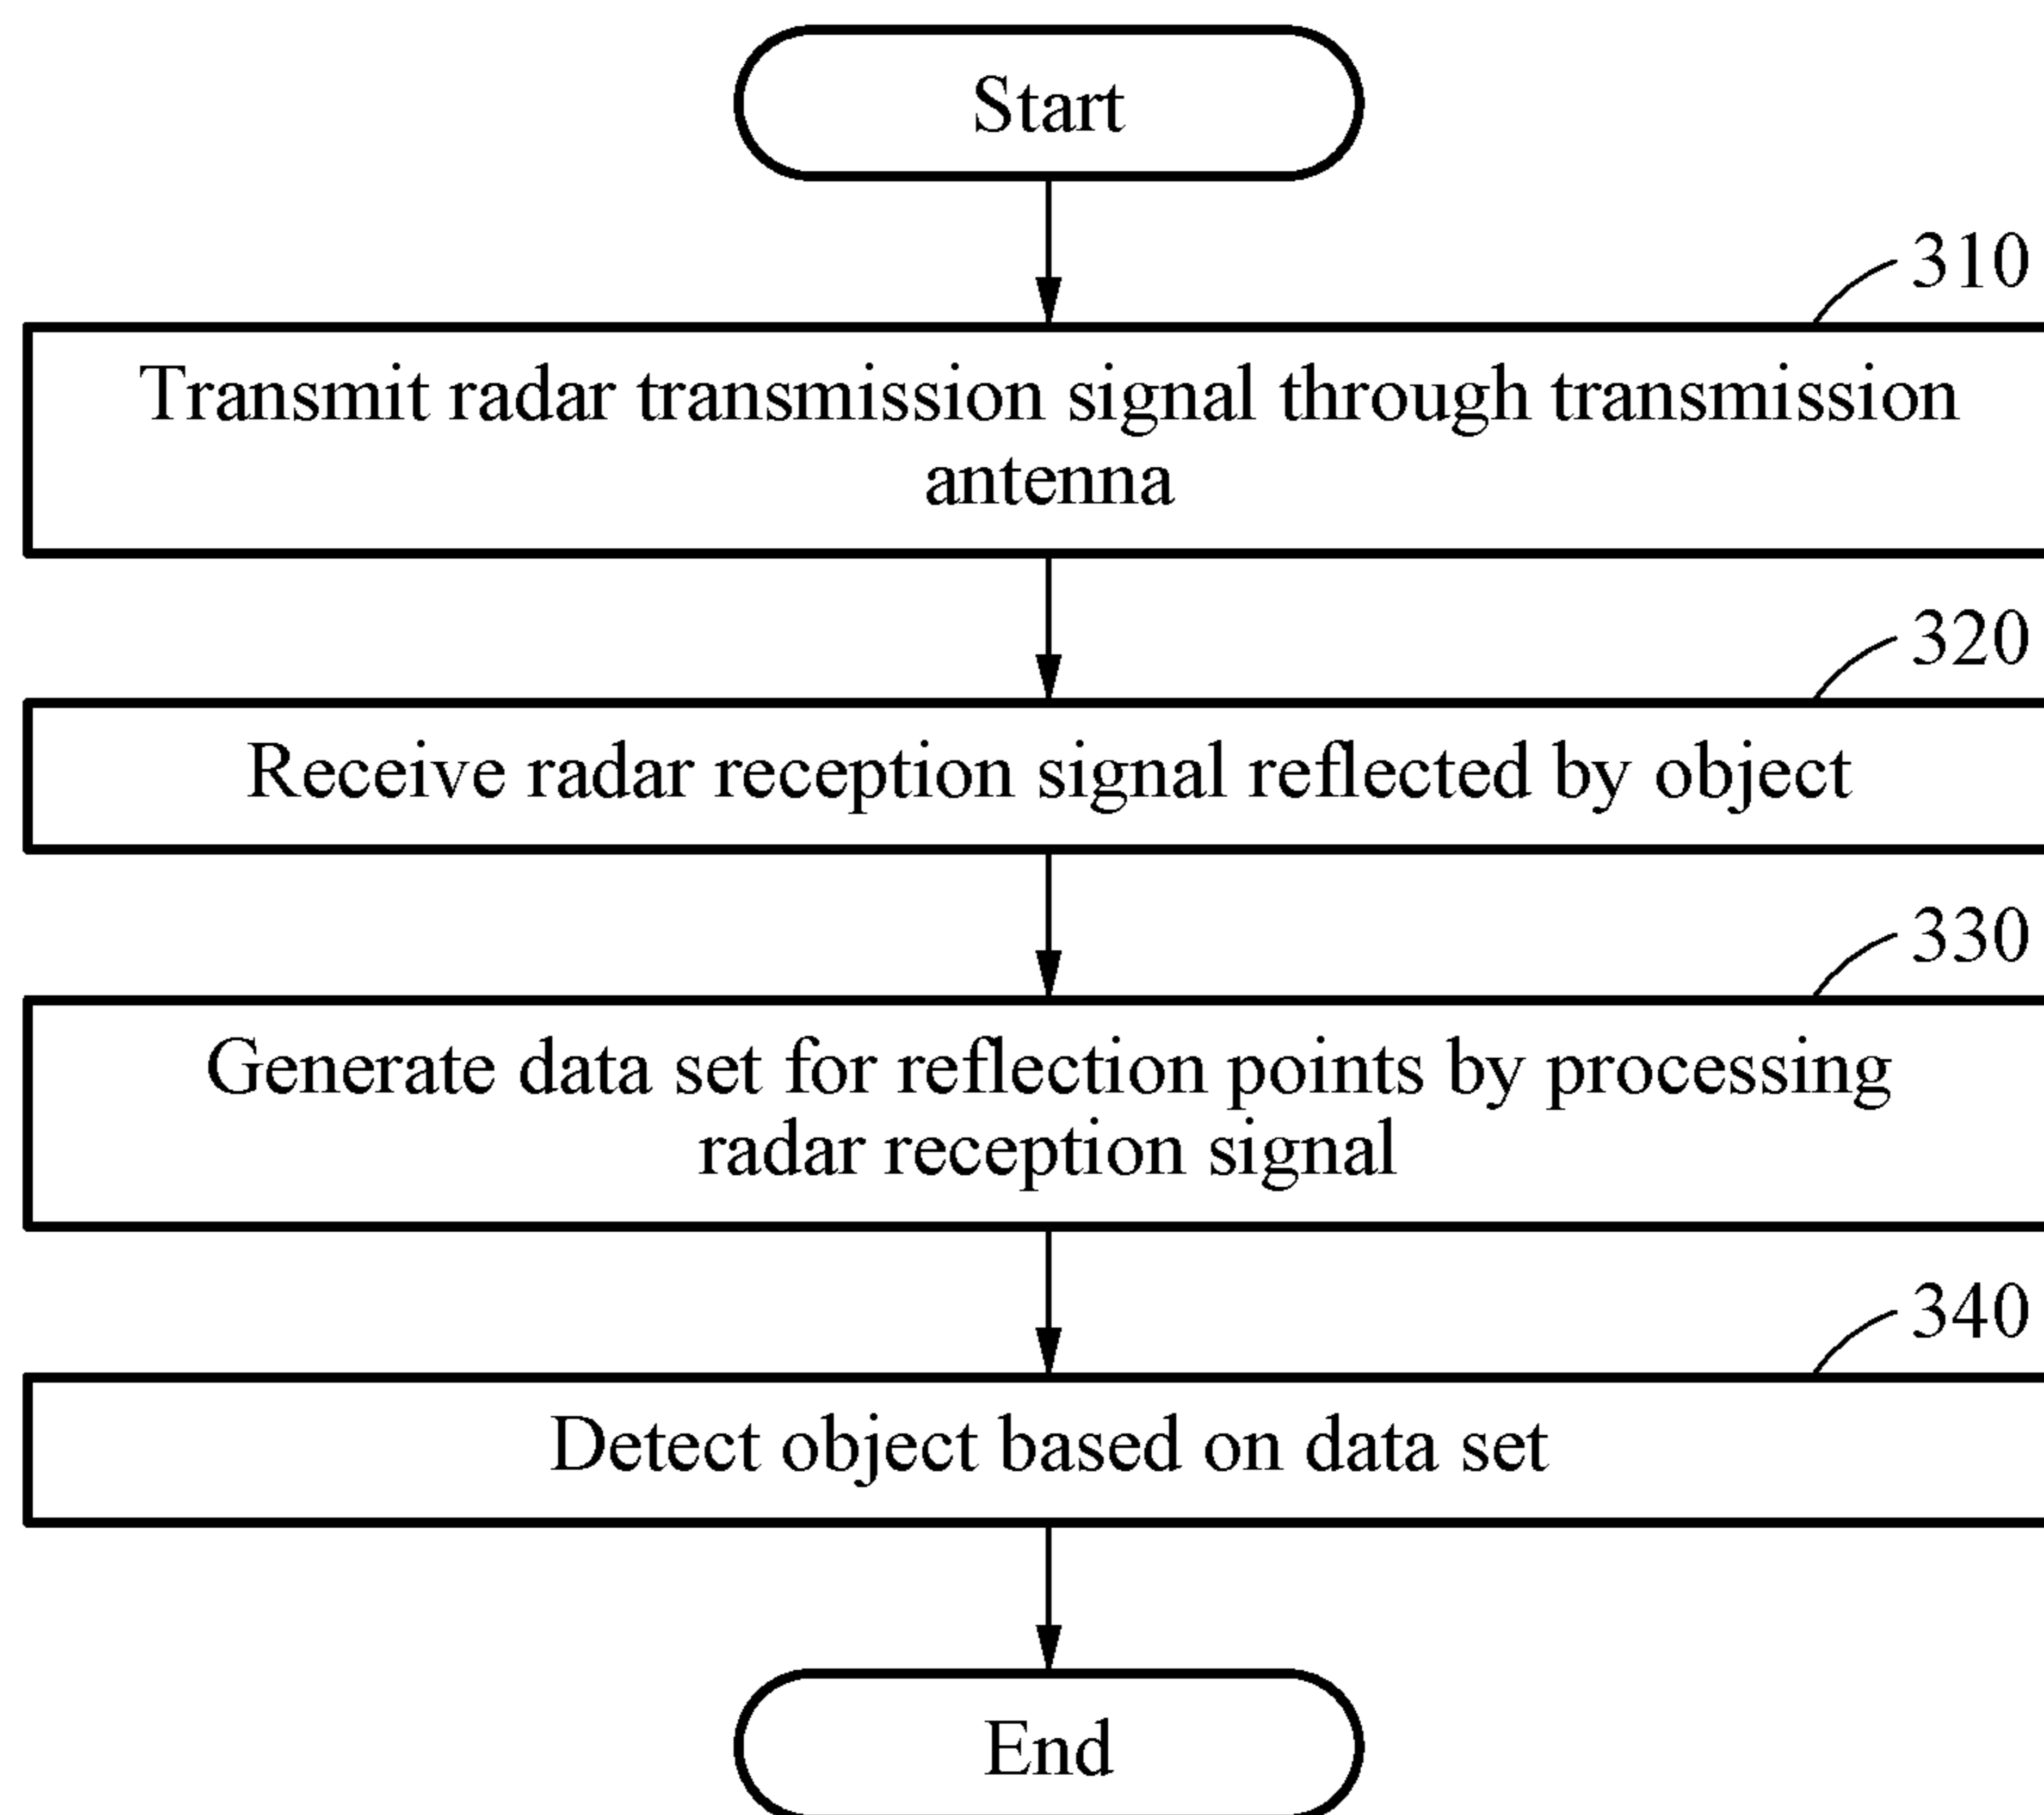 Start
310
Transmit radar transmission signal through transmission
antenna
320
Receive radar reception signal reflected by object
330
Generate data set for reflection points by processing
radar reception signal
340
Detect object based on data set
End